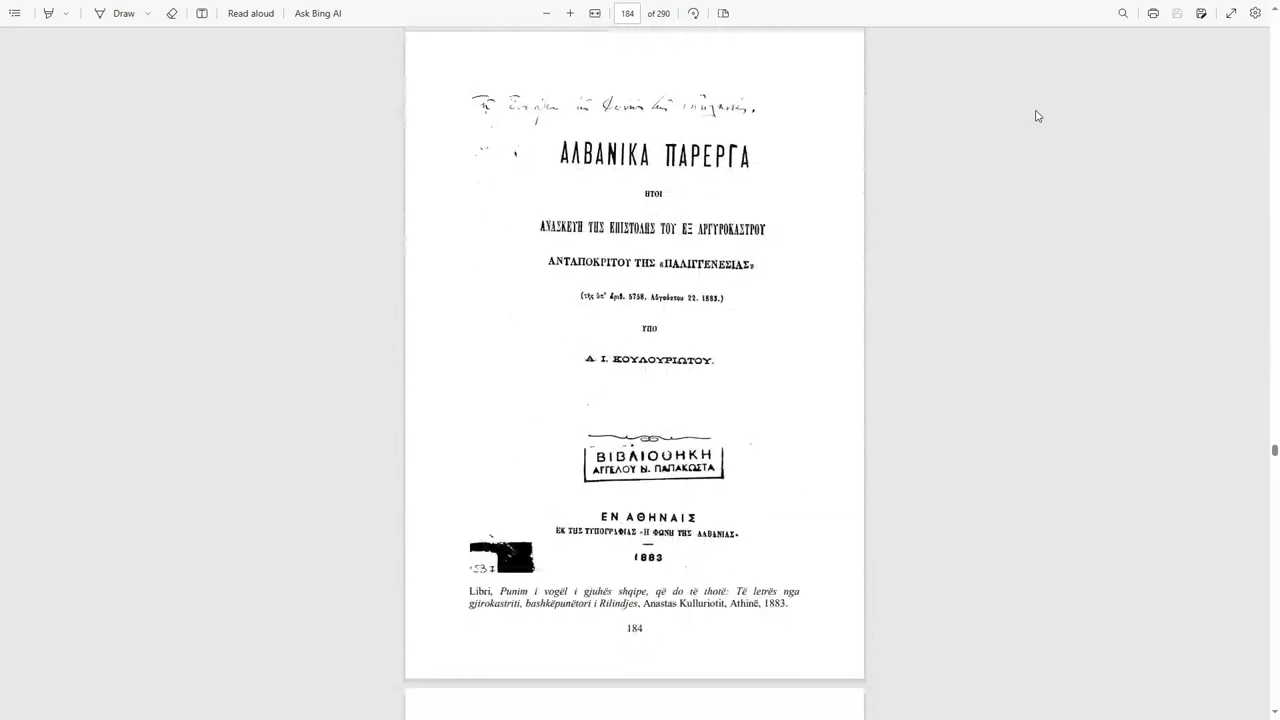 Draw
Read aloud
Ask Bing AI
184 of 290
ΑΛΒΑΝΙΚΑ ΠΑΡΕΡΓΑ
ΗΤΟΙ
ΑΝΑΣΚΕΥΗ ΤΗΣ ΕΠΙΣΤΟΛΗΣ ΤΟΥ ΕΞ ΑΡΓΥΡΟΚΑΣΤΡΟΥ
ΑΝΤΑΠΟΚΡΙΤΟΥ ΤΗΣ «ΠΑΛΙΓΓΕΝΕΣΙΑΣ»
(τῆς ὑπ' ἀριθ. 5758. Αὐγούστου 22. 1883.)
ΥΠΟ
Α. Ι. ΚΟΥΛΟΥΡΙΩΤΟΥ.
ΒΙΒΛΙΟΘΗΚΗ
ΑΓΓΕΛΟΥ Ν. ΠΑΠΑΚΩΣΤΑ
ΕΝ ΑΘΗΝΑΙΣ
ΕΚ ΤΗΣ ΤΥΠΟΓΡΑΦΙΑΣ «Η ΦΩΝΗ ΤΗΣ ΑΛΒΑΝΙΑΣ»
1883
Libri, Punim i vogël i gjuhës shqipe, që do të thotë: Të letrës nga
gjirokastriti, bashkëpunëtori i Rilindjes, Anastas Kulluriotit, Athinë, 1883.
184